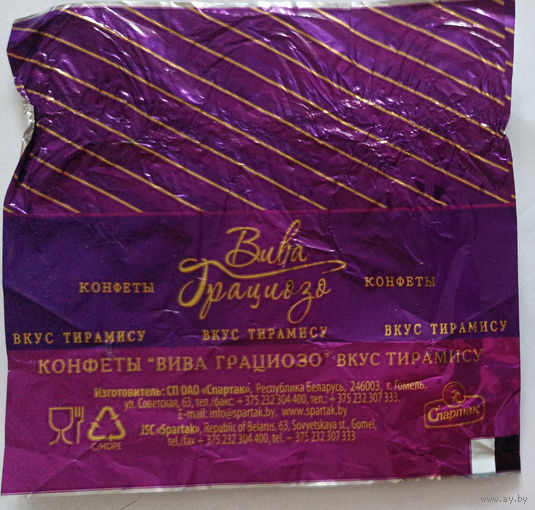 Вива
Грациозо
КОНФЕТЫ КОНФЕТЫ
ВКУС ТИРАМИСУ ВКУС ТИРАМИСУ ВКУС ТИРАМИСУ
КОНФЕТЫ "ВИВА ГРАЦИОЗО" ВКУС ТИРАМИСУ
Изготовитель: СП ОАО «Спартак», Республика Беларусь, 246003, г. Гомель,
ул. Советская, 63, тел./факс: + 375 232 304 400, тел.: + 375 232 307 333.
E-mail: info@spartak.by, www.spartak.by
JSC «Spartak», Republic of Belarus, 63, Sovvetskaya st., Gomel,
tel./fax + 375 232 304 400, tel. + 375 232 307 333
C/HDPE
Спартак
www.ay.by